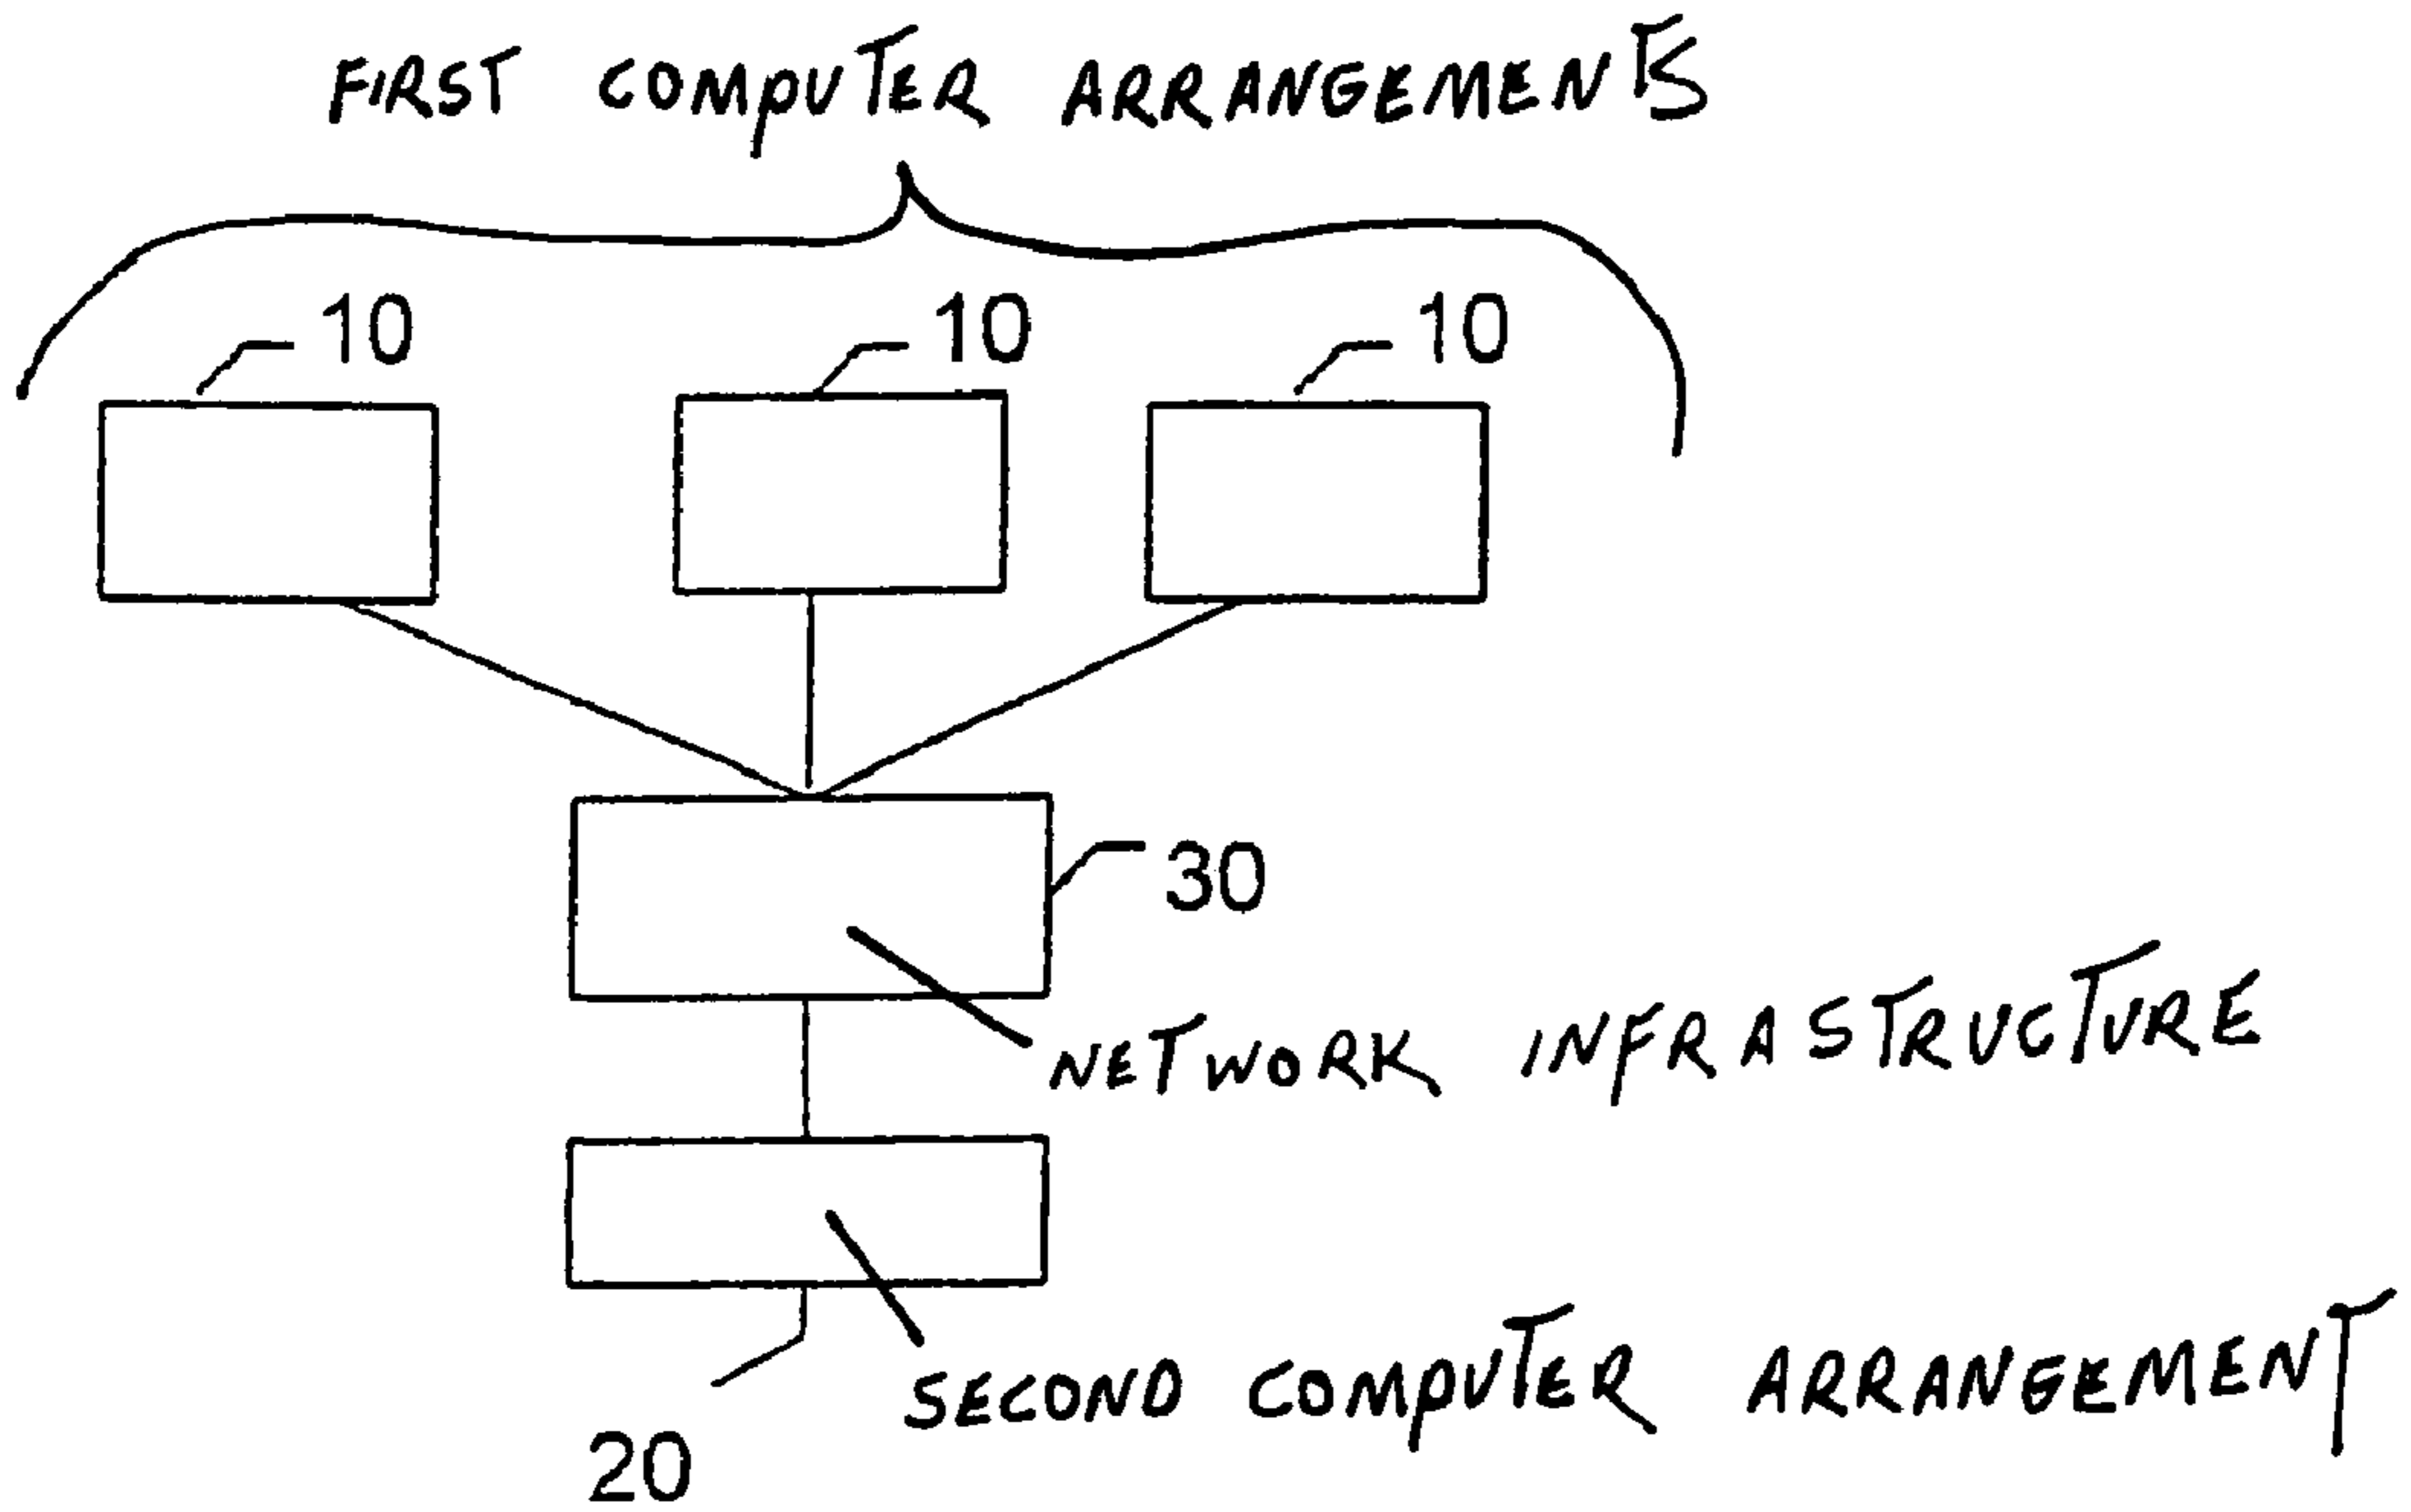 FIRST COMPUTER ARRANGEMENTS
10 10 10
30
NETWORK INFRASTRUCTURE
SECOND COMPUTER ARRANGEMENT
20